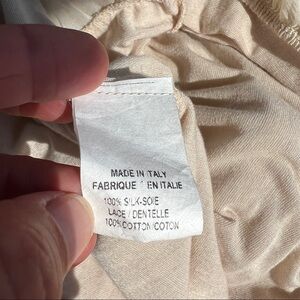 MADE IN ITALY
FABRIQUE EN ITALIE
100% SILK-SOIE
LACE / DENTELLE
100% COTTON/COTON